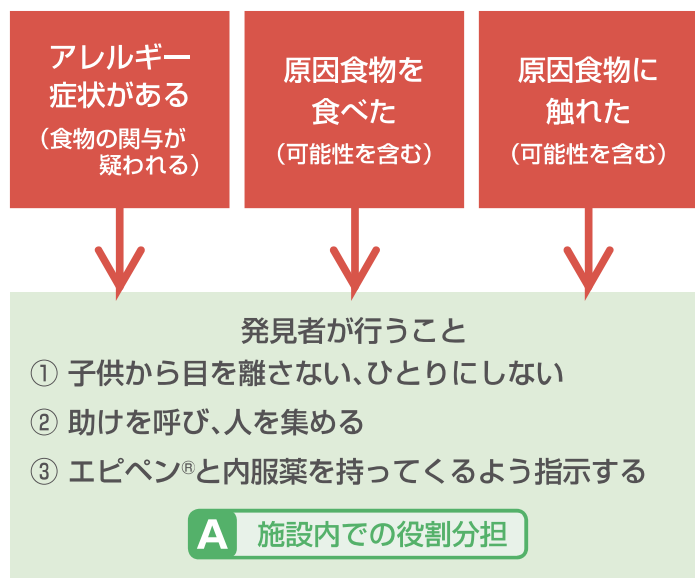 アレルギー
症状がある
（食物の関与が
疑われる）
原因食物を
食べた
（可能性を含む）
原因食物に
触れた
（可能性を含む）
発見者が行うこと
① 子供から目を離さない、ひとりにしない
② 助けを呼び、人を集める
③ エピペン®と内服薬を持ってくるよう指示する
A 施設内での役割分担